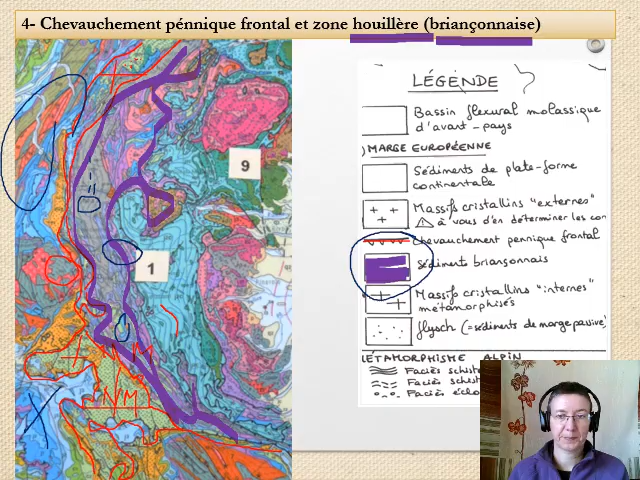 4- Chevauchement pénnique frontal et zone houillère (briançonnaise)
LÉGENDE
Bassin flexural molassique
d'avant-pays
) MARGE EUROPÉENNE
Sédiments de plate-forme
continentale
Massifs cristallins "externes"
⚠ à vous d'en déterminer les con
Chevauchement pennique frontal
Sédiments briançonnais
Massifs cristallins "internes"
métamorphisés
flysch (= sédiments de marge passive)
ÉTAMORPHISME ALPIN
Faciès schist
Faciès schist
Faciès éclo
9
1
NM